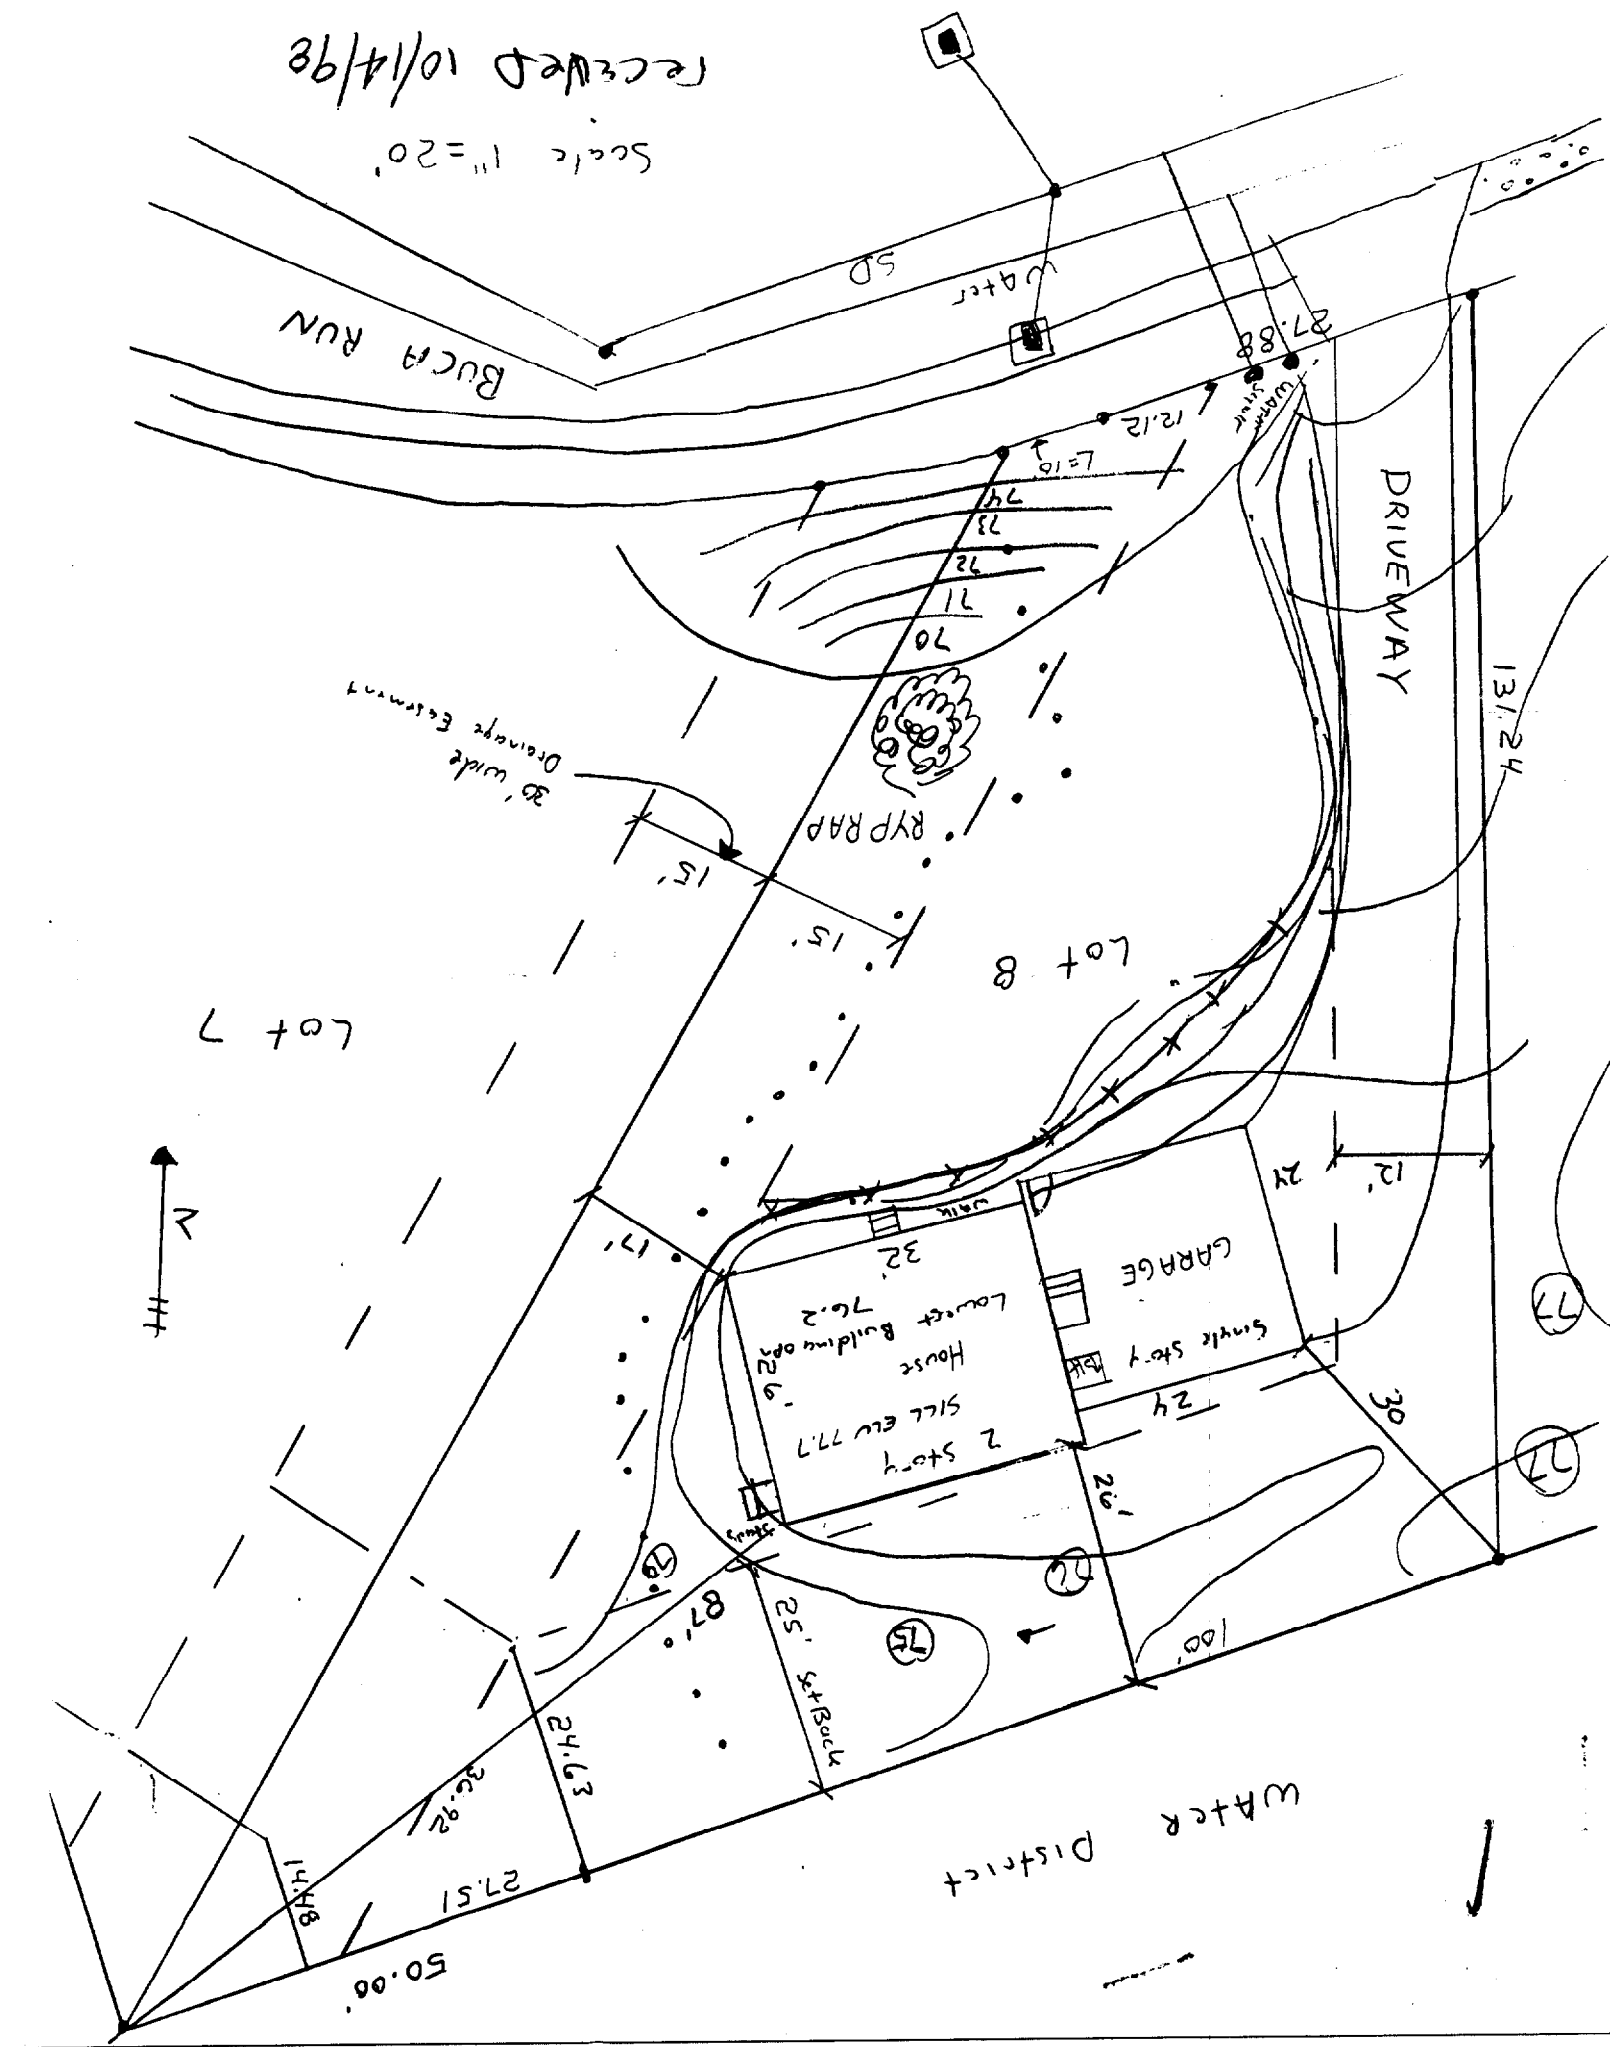 receiveD 10/14/98
Scale 1"=20'
SD
Water
BUCA RUN
27.88
WATER
12.12
L=10'
74
73
72
71
70
DRIVEWAY
131.24
30' wide
Drainage Easement
RYPRAP
15'
15'
Lot 8
Lot 7
N
12'
24
walk
17'
32'
GARAGE
Single Story
Lowest Building opn
76.2
House
26'
SILL ELV 77.7
2 Story
24
30
77
77
26'
76
75
74
87'
25' SetBack
100'
24.63
36.92
14.48
27.51
50.00'
WAteR District